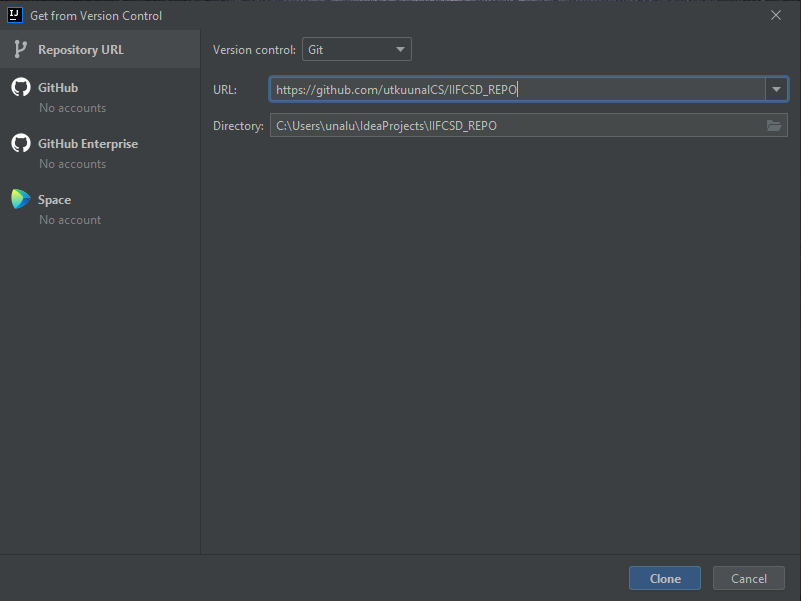 IJ
Get from Version Control
Repository URL
GitHub
No accounts
GitHub Enterprise
No accounts
Space
No account
Version control: Git
URL: https://github.com/utkuunalCS/IIFCSD_REPO
Directory: C:\Users\unalu\IdeaProjects\IIFCSD_REPO
Clone Cancel